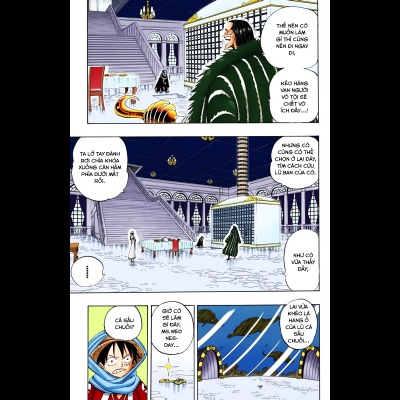 THẾ NÊN CÓ
MUỐN LÀM
GÌ THÌ CŨNG
NÊN ĐI NGAY
ĐI,
KẺO HÀNG
VẠN NGƯỜI
VÔ TỘI SẼ
CHẾT VÔ
ÍCH ĐẤY...!
TA LỠ TAY ĐÁNH
RƠI CHÌA KHÓA
XUỐNG CĂN HẦM
PHÍA DƯỚI MẤT
RỒI.
NHƯNG CÔ
CŨNG CÓ THỂ
CHỌN Ở LẠI ĐÂY,
TÌM CÁCH CỨU
LŨ BẠN CỦA CÔ.
NHƯ CÔ
VỪA THẤY
ĐẤY,
LẠI VỪA
KHÉO LÀ
HANG Ổ
CỦA LŨ CÁ
SẤU
CHUỐI...
GIỜ CÔ
SẼ LÀM
GÌ ĐÂY,
MS.WED
NES-
DAY...
CÁ SẤU
CHUỐI?